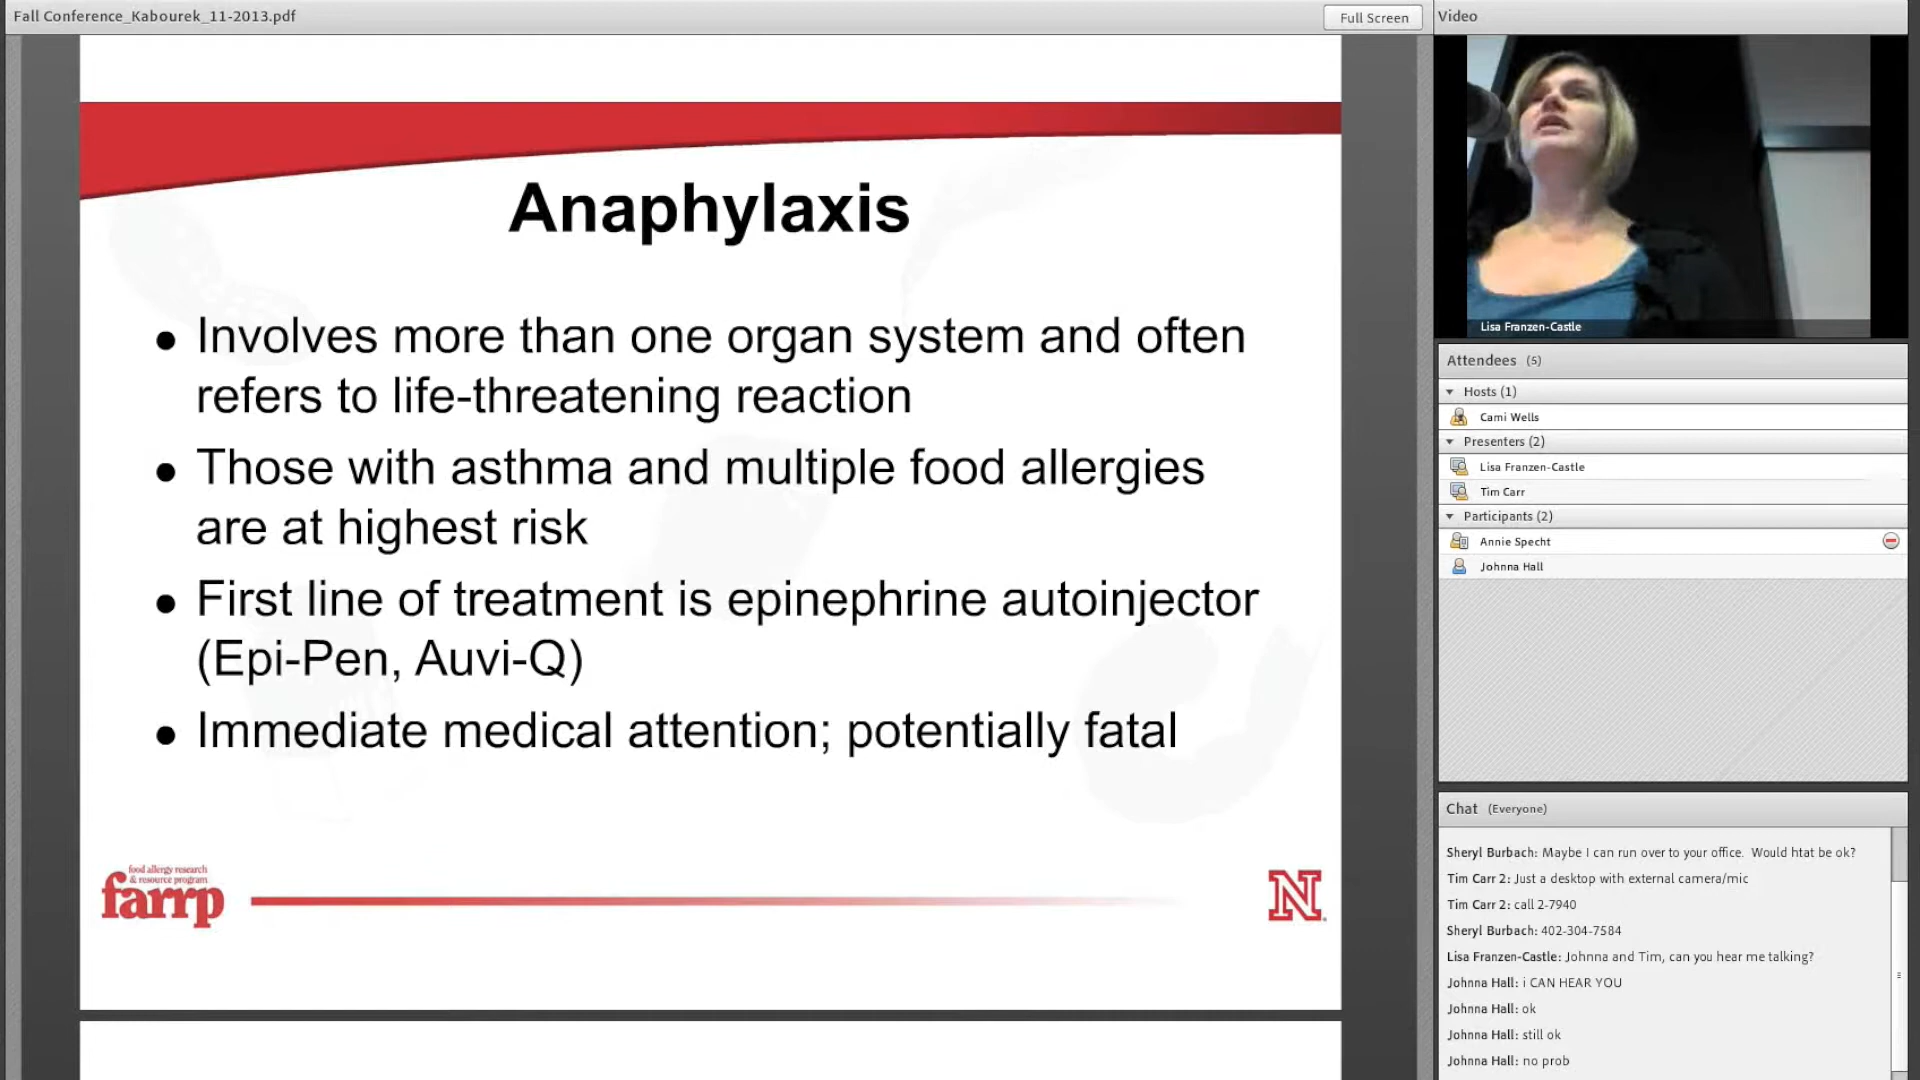 Fall Conference_Kabourek_11-2013.pdf
Full Screen
Anaphylaxis
● Involves more than one organ system and often
refers to life-threatening reaction
● Those with asthma and multiple food allergies
are at highest risk
● First line of treatment is epinephrine autoinjector
(Epi-Pen, Auvi-Q)
● Immediate medical attention; potentially fatal
food allergy research
& resource program
farrp
N
Video
Lisa Franzen-Castle
Attendees (5)
Hosts (1)
Cami Wells
Presenters (2)
Lisa Franzen-Castle
Tim Carr
Participants (2)
Annie Specht
Johnna Hall
Chat (Everyone)
Sheryl Burbach: Maybe I can run over to your office. Would htat be ok?
Tim Carr 2: Just a desktop with external camera/mic
Tim Carr 2: call 2-7940
Sheryl Burbach: 402-304-7584
Lisa Franzen-Castle: Johnna and Tim, can you hear me talking?
Johnna Hall: i CAN HEAR YOU
Johnna Hall: ok
Johnna Hall: still ok
Johnna Hall: no prob